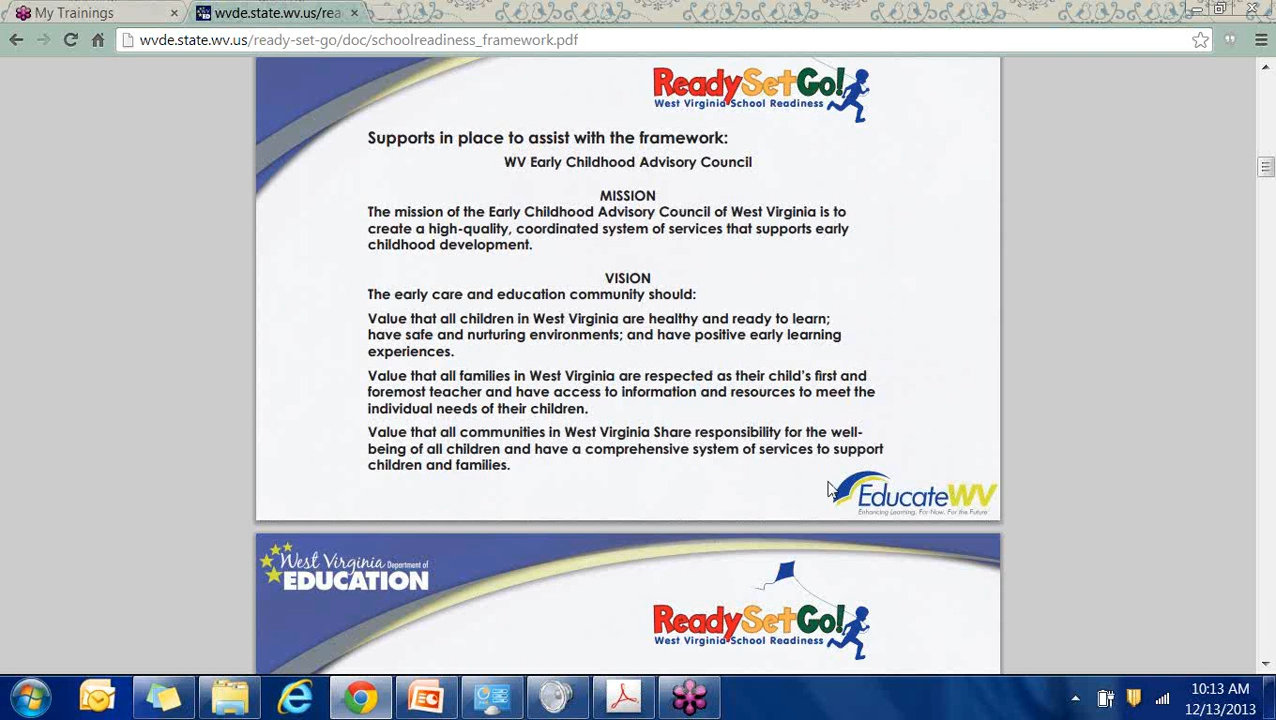 My Trainings
wvde.state.wv.us/rea
wvde.state.wv.us/ready-set-go/doc/schoolreadiness_framework.pdf
ReadySetGo!
West Virginia School Readiness
Supports in place to assist with the framework:
WV Early Childhood Advisory Council
MISSION
The mission of the Early Childhood Advisory Council of West Virginia is to
create a high-quality, coordinated system of services that supports early
childhood development.
VISION
The early care and education community should:
Value that all children in West Virginia are healthy and ready to learn;
have safe and nurturing environments; and have positive early learning
experiences.
Value that all families in West Virginia are respected as their child's first and
foremost teacher and have access to information and resources to meet the
individual needs of their children.
Value that all communities in West Virginia Share responsibility for the well-
being of all children and have a comprehensive system of services to support
children and families.
EducateWV
Enhancing Learning. For Now. For the Future
West Virginia Department of
EDUCATION
ReadySetGo!
West Virginia School Readiness
10:13 AM
12/13/2013